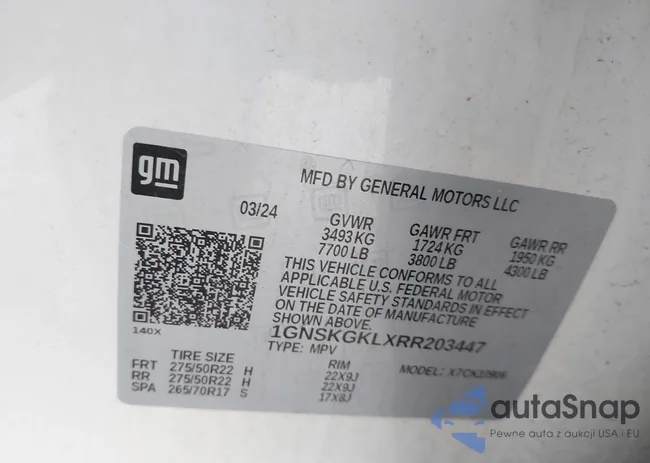 gm
MFD BY GENERAL MOTORS LLC
03/24
GVWR GAWR FRT GAWR RR
3493 KG 1724 KG 1950 KG
7700 LB 3800 LB 4300 LB
THIS VEHICLE CONFORMS TO ALL
APPLICABLE U.S. FEDERAL MOTOR
VEHICLE SAFETY STANDARDS IN EFFECT
ON THE DATE OF MANUFACTURE
SHOWN ABOVE.
1GNSKGKLXRR203447
140X
TYPE: MPV MODEL:
TIRE SIZE RIM
FRT 275/50R22 H 22X9J
RR 275/50R22 H 22X9J
SPA 265/70R17 S 17X8J
autaSnap
Pewne auta z aukcji USA i EU